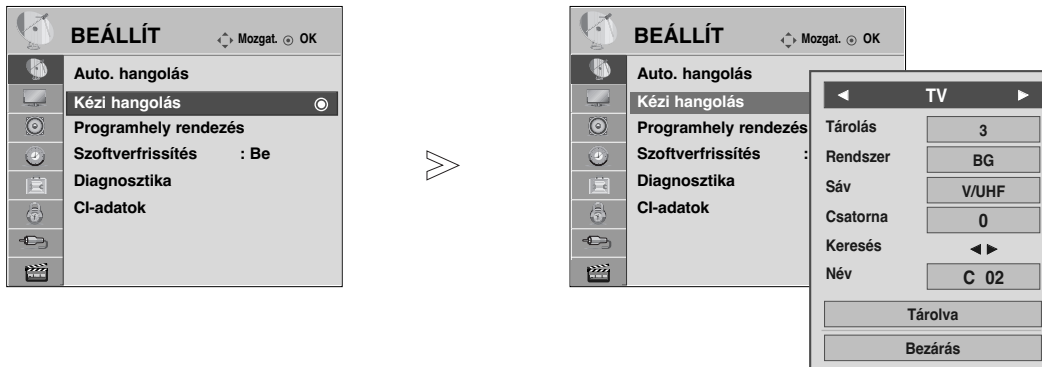 BEÁLLÍT Mozgat. OK
Auto. hangolás
Kézi hangolás
Programhely rendezés
Szoftverfrissítés : Be
Diagnosztika
CI-adatok
BEÁLLÍT Mozgat. OK
Auto. hangolás
Kézi hangolás
Programhely rendezés
Szoftverfrissítés :
Diagnosztika
CI-adatok
◄ TV ►
Tárolás 3
Rendszer BG
Sáv V/UHF
Csatorna 0
Keresés ◄►
Név C 02
Tárolva
Bezárás